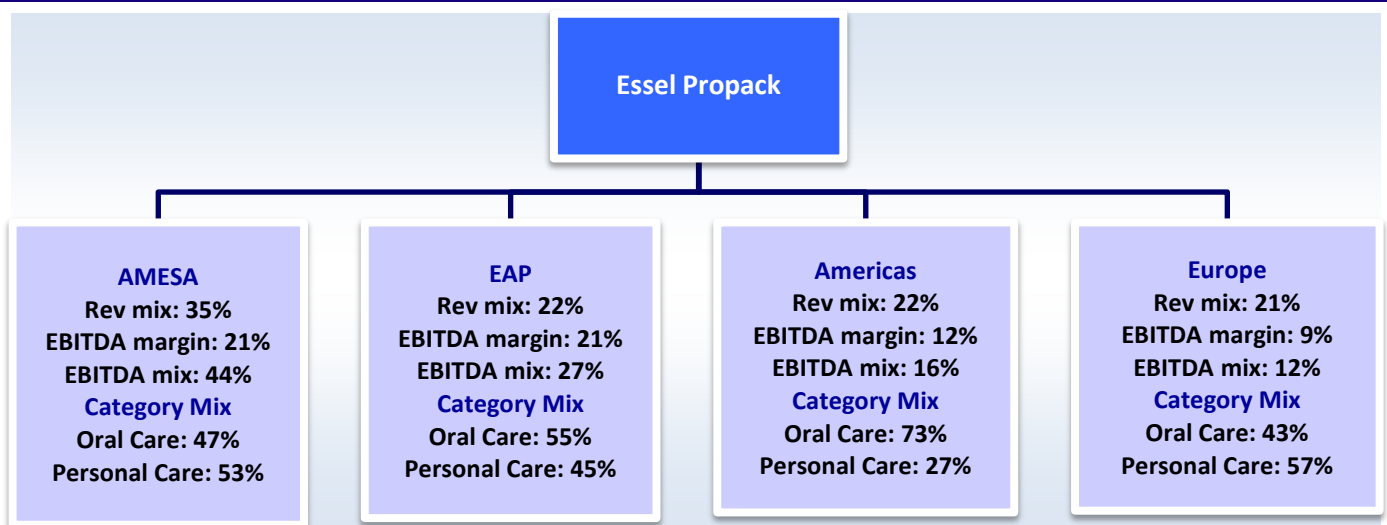 Essel Propack
AMESA
Rev mix: 35%
EBITDA margin: 21%
EBITDA mix: 44%
Category Mix
Oral Care: 47%
Personal Care: 53%
EAP
Rev mix: 22%
EBITDA margin: 21%
EBITDA mix: 27%
Category Mix
Oral Care: 55%
Personal Care: 45%
Americas
Rev mix: 22%
EBITDA margin: 12%
EBITDA mix: 16%
Category Mix
Oral Care: 73%
Personal Care: 27%
Europe
Rev mix: 21%
EBITDA margin: 9%
EBITDA mix: 12%
Category Mix
Oral Care: 43%
Personal Care: 57%